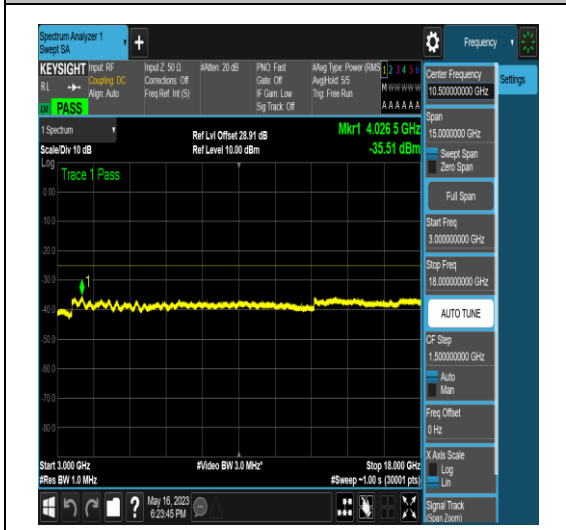 Spectrum Analyzer 1
Swept SA
+
Frequency
KEYSIGHT
RL
PASS
Input: RF
Coupling: DC
Align: Auto
Input Z: 50 Ω
Corrections: Off
Freq Ref: Int (S)
#Atten: 20 dB
PNO: Fast
Gate: Off
IF Gain: Low
Sig Track: Off
#Avg Type: Power (RMS
Avg|Hold: 5/5
Trig: Free Run
1 2 3 4 5 6
M W W W W W
A A A A A A
1 Spectrum
Scale/Div 10 dB
Log
Ref Lvl Offset 28.91 dB
Ref Level 10.00 dBm
Mkr1 4.026 5 GHz
-35.51 dBm
Trace 1 Pass
0.00
-10.0
-20.0
-30.0
-40.0
-50.0
-60.0
-70.0
-80.0
1
Start 3.000 GHz
#Res BW 1.0 MHz
#Video BW 3.0 MHz*
Stop 18.000 GHz
#Sweep ~1.00 s (30001 pts)
May 16, 2023
6:23:45 PM
Center Frequency
10.500000000 GHz
Settings
Span
15.0000000 GHz
Swept Span
Zero Span
Full Span
Start Freq
3.000000000 GHz
Stop Freq
18.000000000 GHz
AUTO TUNE
CF Step
1.500000000 GHz
Auto
Man
Freq Offset
0 Hz
X Axis Scale
Log
Lin
Signal Track
(Span Zoom)